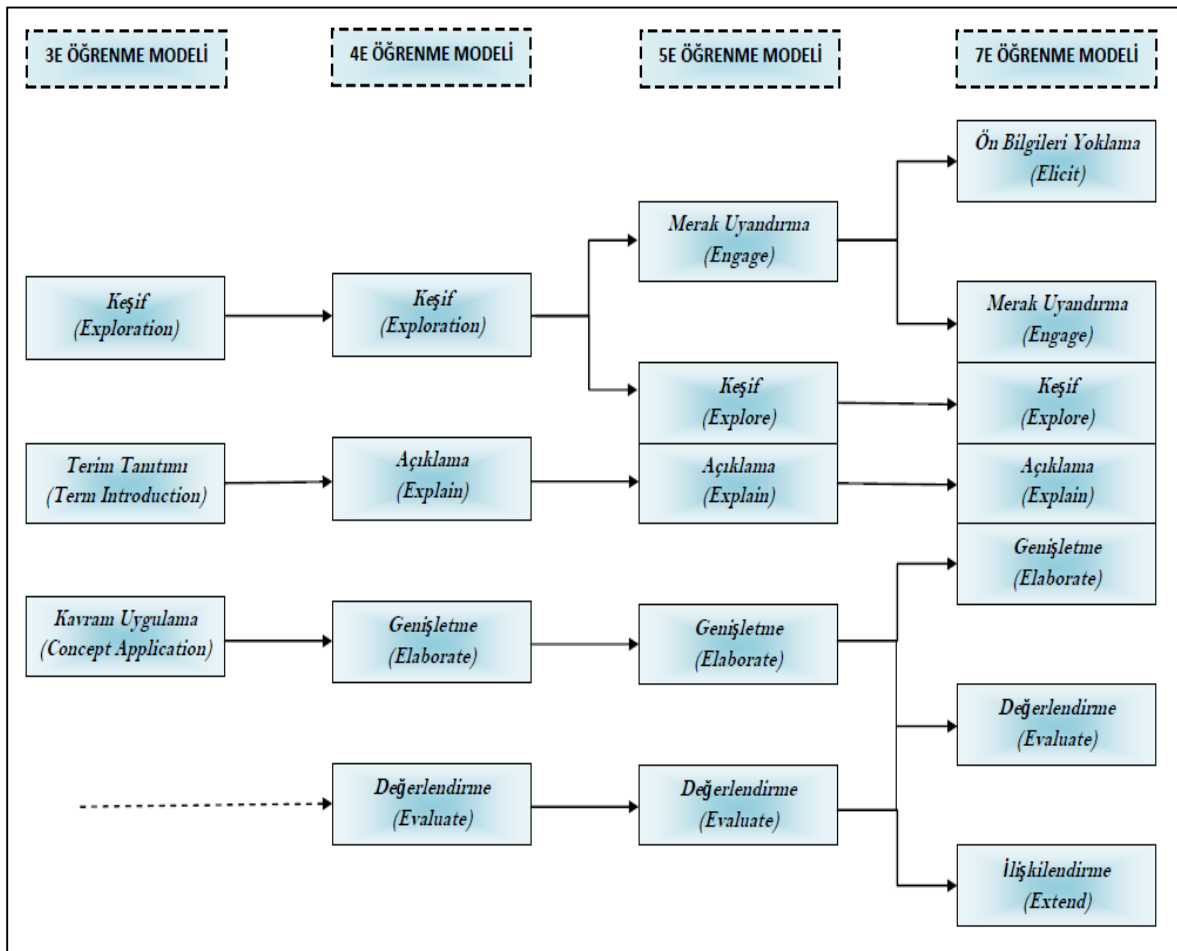 3E ÖĞRENME MODELİ
4E ÖĞRENME MODELİ
5E ÖĞRENME MODELİ
7E ÖĞRENME MODELİ
Keşif
(Exploration)
Terim Tanıtımı
(Term Introduction)
Kavram Uygulama
(Concept Application)
Keşif
(Exploration)
Açıklama
(Explain)
Genişletme
(Elaborate)
Değerlendirme
(Evaluate)
Merak Uyandırma
(Engage)
Keşif
(Explore)
Açıklama
(Explain)
Genişletme
(Elaborate)
Değerlendirme
(Evaluate)
Ön Bilgileri Yoklama
(Elicit)
Merak Uyandırma
(Engage)
Keşif
(Explore)
Açıklama
(Explain)
Genişletme
(Elaborate)
Değerlendirme
(Evaluate)
İlişkilendirme
(Extend)